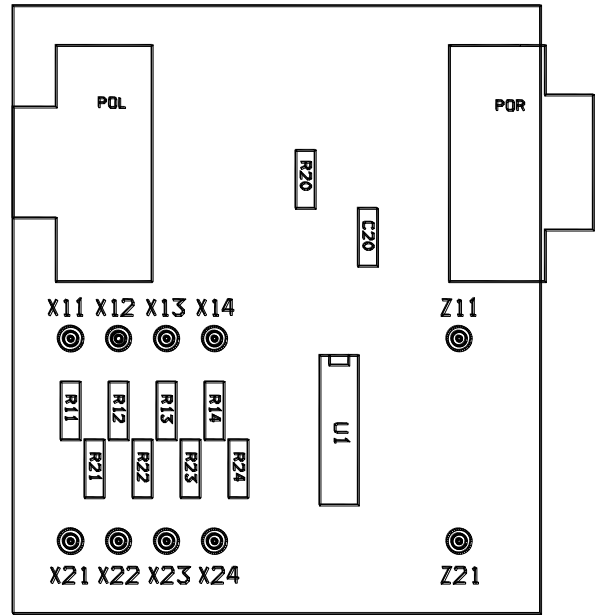 POL
POR
R20
C20
X11 X12 X13 X14
Z11
R11 R12 R13 R14
U1
R21 R22 R23 R24
X21 X22 X23 X24
Z21